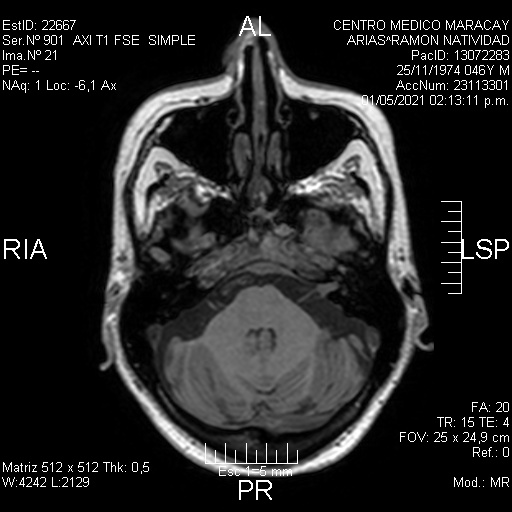 EstID: 22667
Ser.Nº 901 AXI T1 FSE SIMPLE
Ima.Nº 21
PE= --
NAq: 1 Loc: -6,1 Ax
AL
CENTRO MEDICO MARACAY
ARIAS^RAMON NATIVIDAD
PacID: 13072283
25/11/1974 046Y M
AccNum: 23113301
01/05/2021 02:13:11 p.m.
RIA
LSP
FA: 20
TR: 15 TE: 4
FOV: 25 x 24,9 cm
Ref.: 0
Matriz 512 x 512 Thk: 0,5
W:4242 L:2129
Esc 1=5 mm
PR
Mod.: MR